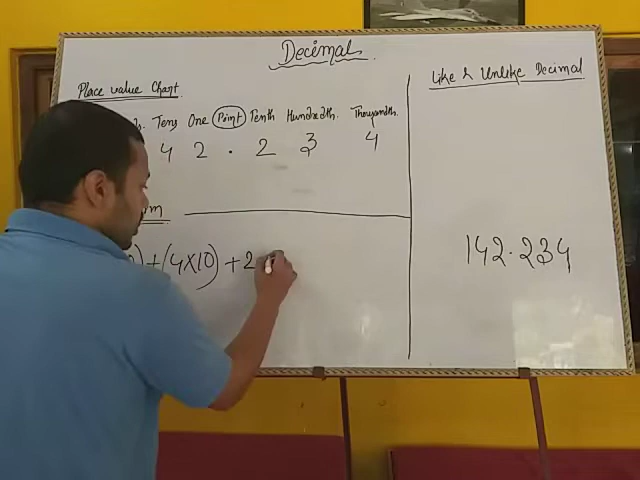 Decimal
Place value Chart
Like & Unlike Decimal
Tens One Point Tenth Hundredth. Thousandth.
4 2 . 2 3 4
+ (4×10) + 2
142.234